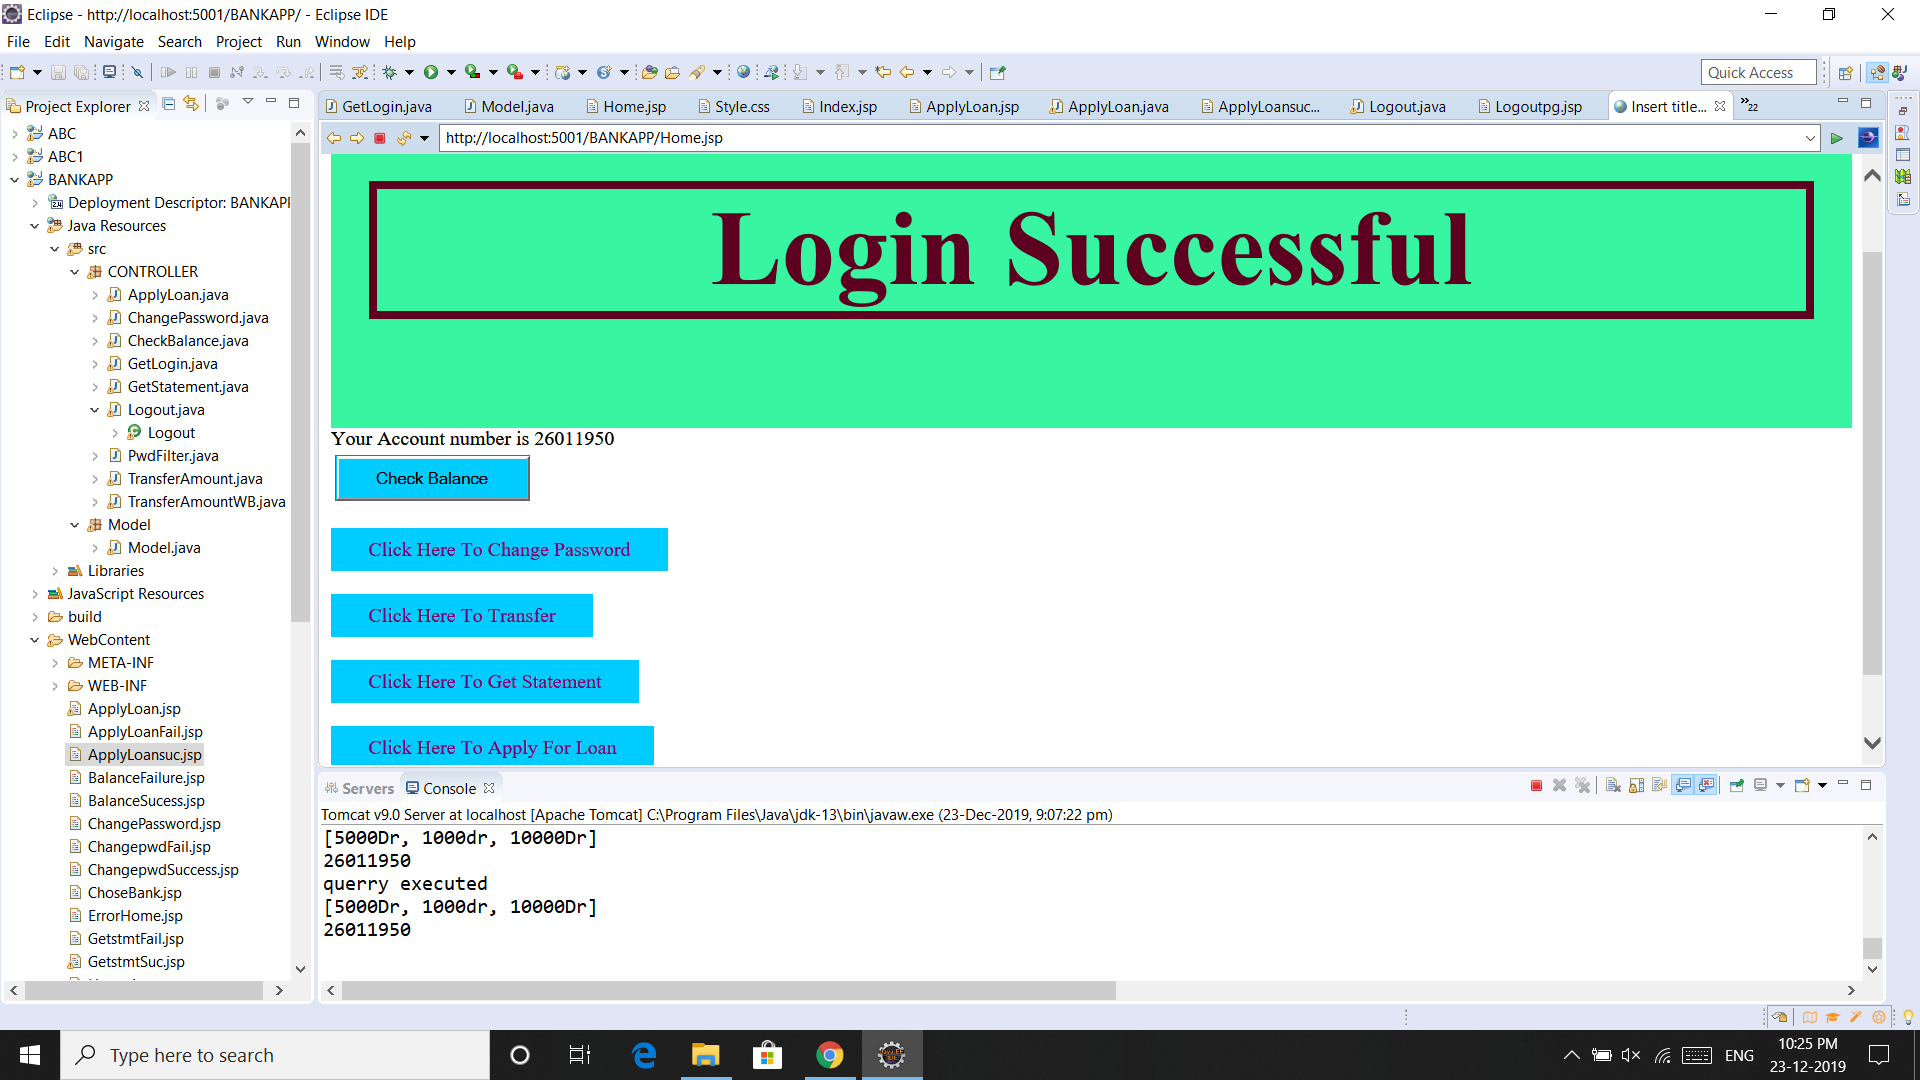 Eclipse - http://localhost:5001/BANKAPP/ - Eclipse IDE
File Edit Navigate Search Project Run Window Help
Quick Access
Project Explorer
GetLogin.java Model.java Home.jsp Style.css Index.jsp ApplyLoan.jsp ApplyLoan.java ApplyLoansuc... Logout.java Logoutpg.jsp Insert title... »22
http://localhost:5001/BANKAPP/Home.jsp
ABC
ABC1
BANKAPP
Deployment Descriptor: BANKAPP
Java Resources
src
CONTROLLER
ApplyLoan.java
ChangePassword.java
CheckBalance.java
GetLogin.java
GetStatement.java
Logout.java
Logout
PwdFilter.java
TransferAmount.java
TransferAmountWB.java
Model
Model.java
Libraries
JavaScript Resources
build
WebContent
META-INF
WEB-INF
ApplyLoan.jsp
ApplyLoanFail.jsp
ApplyLoansuc.jsp
BalanceFailure.jsp
BalanceSucess.jsp
ChangePassword.jsp
ChangepwdFail.jsp
ChangepwdSuccess.jsp
ChoseBank.jsp
ErrorHome.jsp
GetstmtFail.jsp
GetstmtSuc.jsp
Login Successful
Your Account number is 26011950
Check Balance
Click Here To Change Password
Click Here To Transfer
Click Here To Get Statement
Click Here To Apply For Loan
Servers Console
Tomcat v9.0 Server at localhost [Apache Tomcat] C:\Program Files\Java\jdk-13\bin\javaw.exe (23-Dec-2019, 9:07:22 pm)
[5000Dr, 1000dr, 10000Dr]
26011950
querry executed
[5000Dr, 1000dr, 10000Dr]
26011950
Type here to search
ENG
10:25 PM
23-12-2019